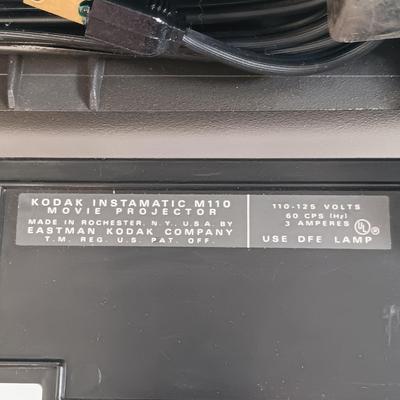 KODAK INSTAMATIC M110
MOVIE PROJECTOR
MADE IN ROCHESTER, N.Y., U.S.A. BY
EASTMAN KODAK COMPANY
T.M. REG. U.S. PAT. OFF.
110-125 VOLTS
60 CPS (Hz)
3 AMPERES
UL ®
USE DFE LAMP